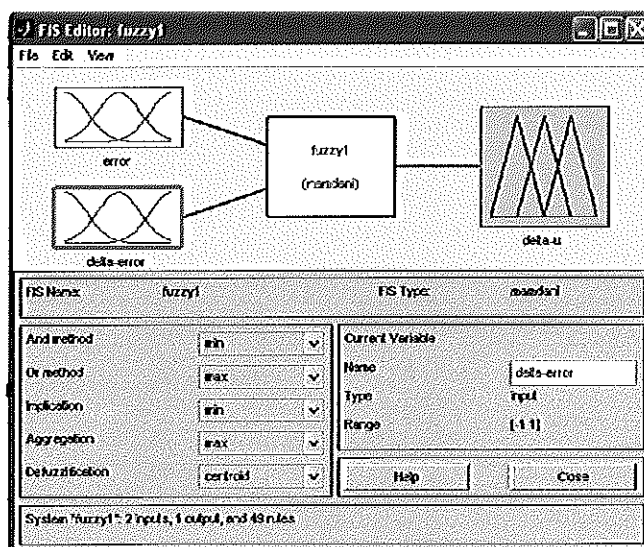 FIS Editor: fuzzy1
File Edit View
error
fuzzy1
(mamdani)
delta-error
delta-u
FIS Name: fuzzy1 FIS Type: mamdani
And method min
Or method max
Implication min
Aggregation max
Defuzzification centroid
Current Variable
Name delta-error
Type input
Range [-1 1]
Help Close
System "fuzzy1": 2 inputs, 1 output, and 49 rules